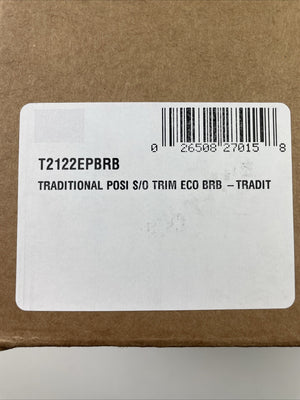 0 26508 27015 8
T2122EPBRB
TRADITIONAL POSI S/O TRIM ECO BRB – TRADIT